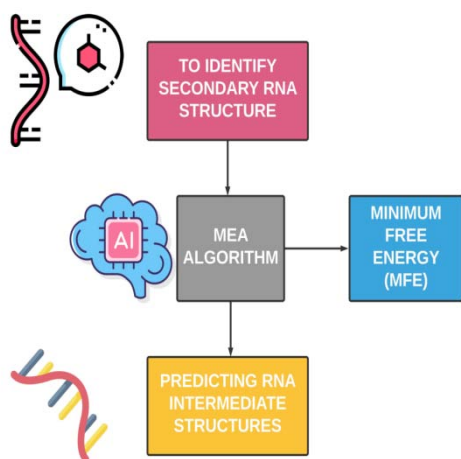 TO IDENTIFY
SECONDARY RNA
STRUCTURE
AI
MEA
ALGORITHM
MINIMUM
FREE
ENERGY
(MFE)
PREDICTING RNA
INTERMEDIATE
STRUCTURES